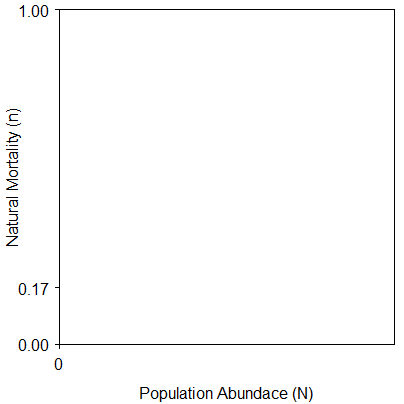 1.00
Natural Mortality (n)
0.17
0.00
0
Population Abundace (N)